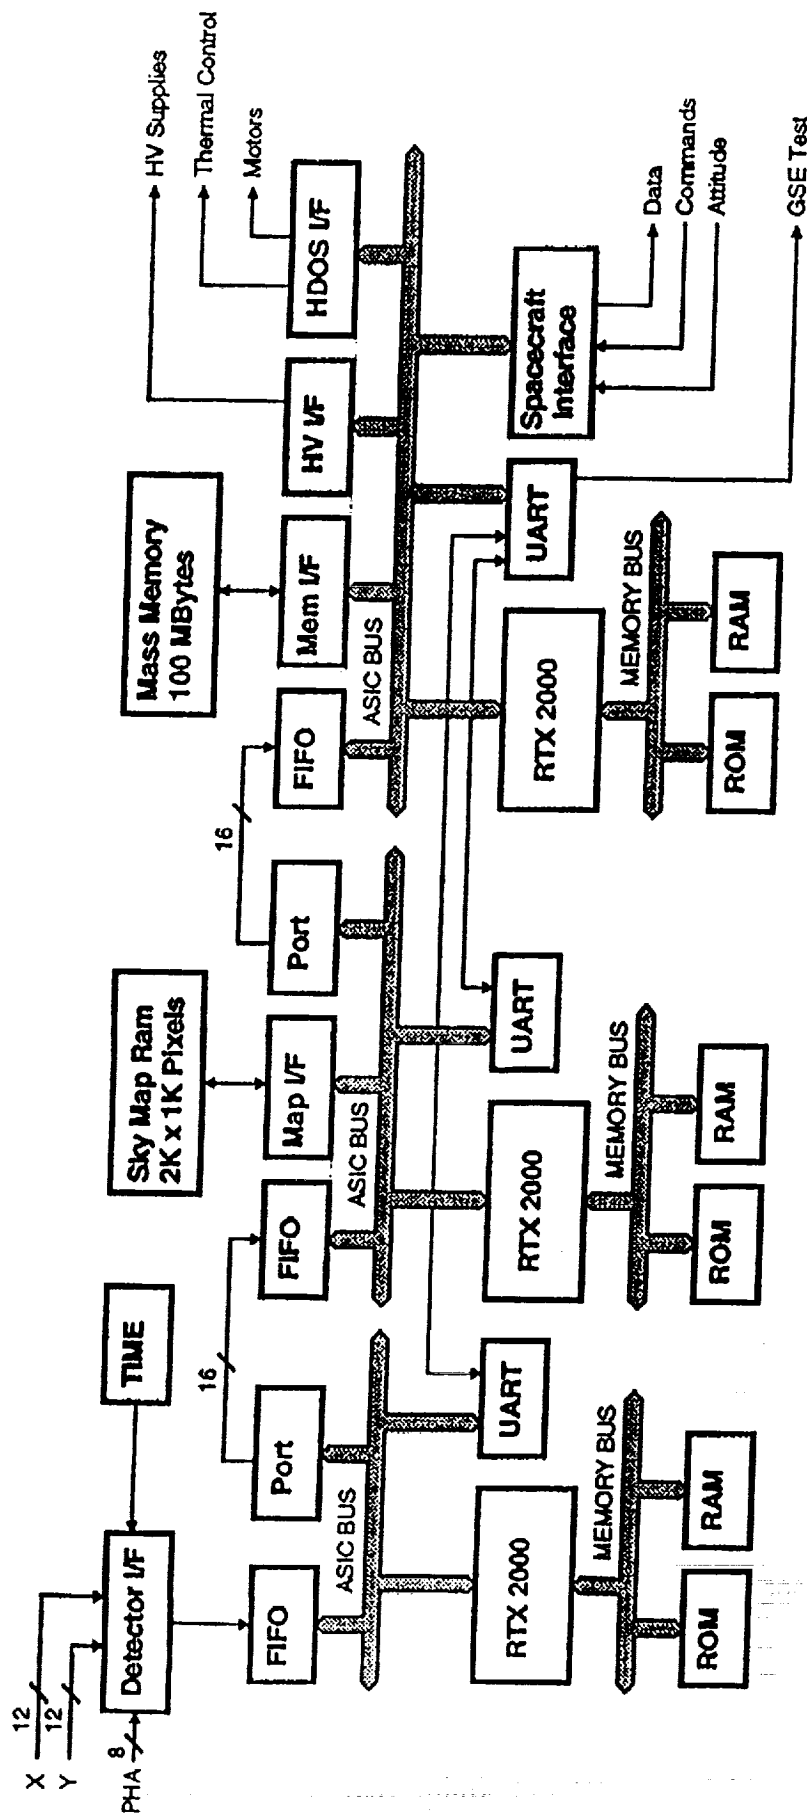 X
12
Y
12
PHA
8
Detector I/F
TIME
FIFO
Port
16
ASIC BUS
RTX 2000
UART
MEMORY BUS
ROM
RAM
Sky Map Ram
2K x 1K Pixels
FIFO
Map I/F
Port
16
ASIC BUS
RTX 2000
UART
MEMORY BUS
ROM
RAM
Mass Memory
100 MBytes
FIFO
Mem I/F
HV I/F
HDOS I/F
HV Supplies
Thermal Control
Motors
ASIC BUS
RTX 2000
UART
Spacecraft
Interface
Data
Commands
Attitude
GSE Test
MEMORY BUS
ROM
RAM